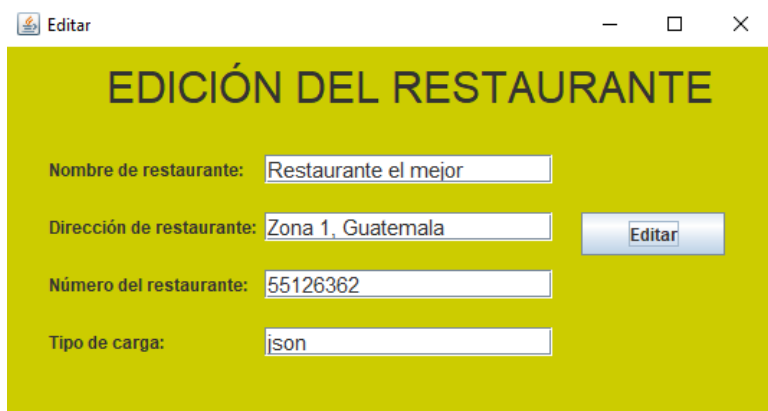 Editar
EDICIÓN DEL RESTAURANTE
Nombre de restaurante: Restaurante el mejor
Dirección de restaurante: Zona 1, Guatemala
Editar
Número del restaurante: 55126362
Tipo de carga: json